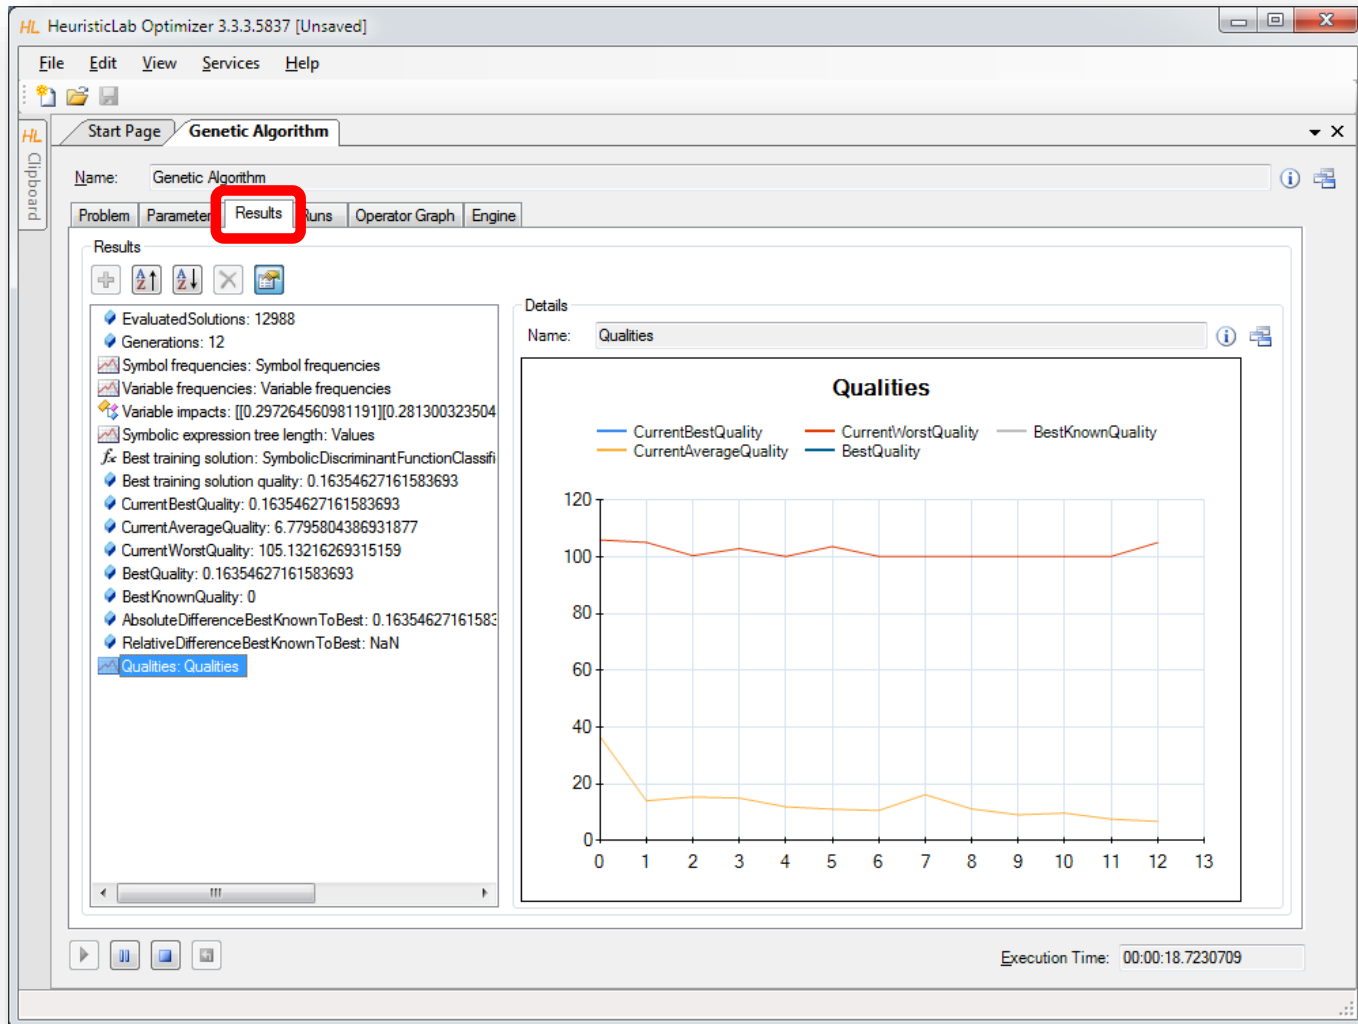 HL HeuristicLab Optimizer 3.3.3.5837 [Unsaved]
File Edit View Services Help
HL Clipboard
Start Page Genetic Algorithm
Name: Genetic Algorithm
Problem Parameter Results uns Operator Graph Engine
Results
EvaluatedSolutions: 12988
Generations: 12
Symbol frequencies: Symbol frequencies
Variable frequencies: Variable frequencies
Variable impacts: [[0.297264560981191][0.281300323504
Symbolic expression tree length: Values
Best training solution: SymbolicDiscriminantFunctionClassifi
Best training solution quality: 0.16354627161583693
CurrentBestQuality: 0.16354627161583693
CurrentAverageQuality: 6.7795804386931877
CurrentWorstQuality: 105.13216269315159
BestQuality: 0.16354627161583693
BestKnownQuality: 0
AbsoluteDifferenceBestKnownToBest: 0.1635462716158
RelativeDifferenceBestKnownToBest: NaN
Qualities: Qualities
Details
Name: Qualities
Qualities
CurrentBestQuality CurrentWorstQuality BestKnownQuality
CurrentAverageQuality BestQuality
120
100
80
60
40
20
0
0 1 2 3 4 5 6 7 8 9 10 11 12 13
Execution Time: 00:00:18.7230709